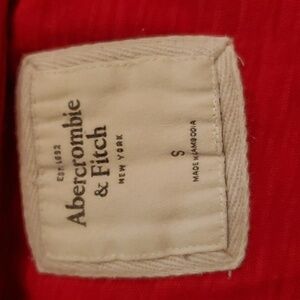 EST. 1892
Abercrombie
& Fitch
NEW YORK
S
MADE IN CAMBODIA